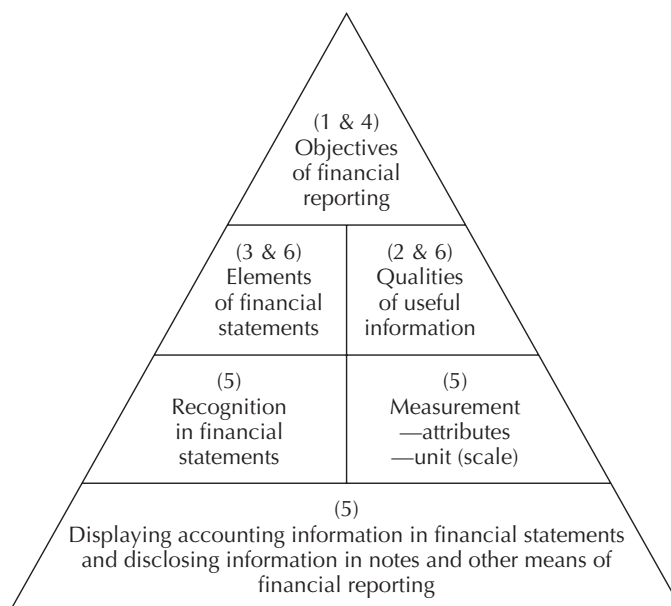 (1 & 4)
Objectives
of financial
reporting
(3 & 6)
Elements
of financial
statements
(2 & 6)
Qualities
of useful
information
(5)
Recognition
in financial
statements
(5)
Measurement
—attributes
—unit (scale)
(5)
Displaying accounting information in financial statements
and disclosing information in notes and other means of
financial reporting